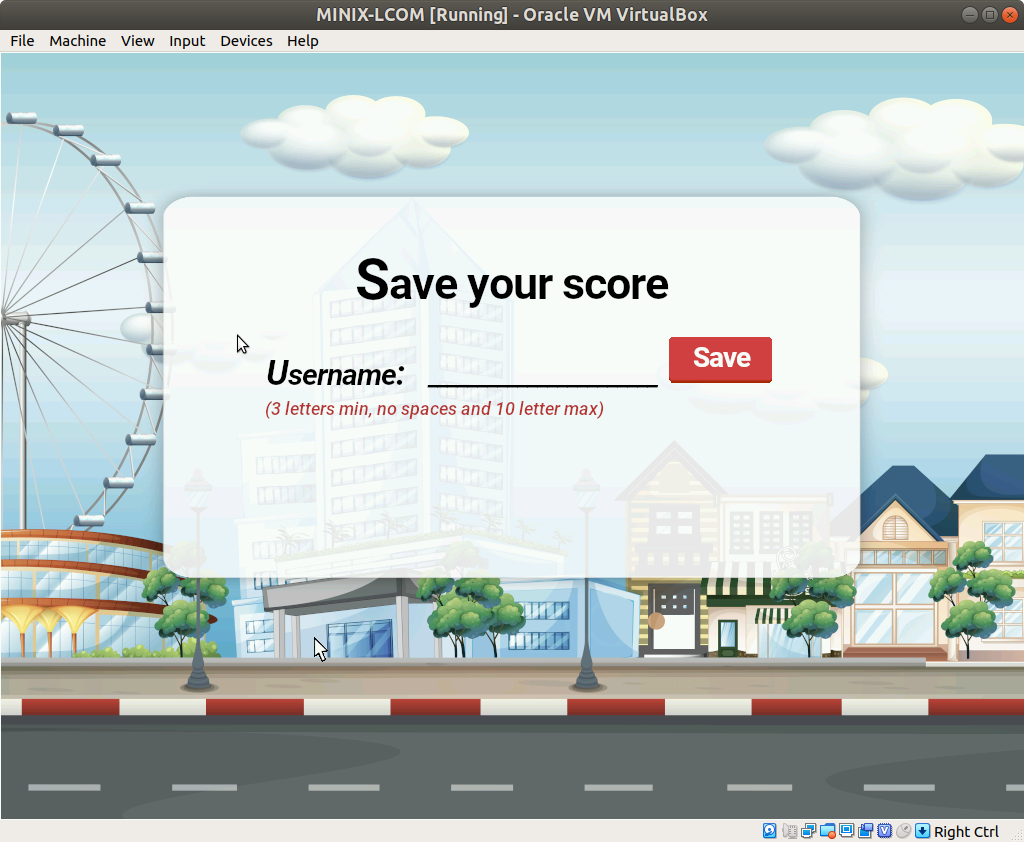 MINIX-LCOM [Running] - Oracle VM VirtualBox
File Machine View Input Devices Help
Save your score
Username:
Save
(3 letters min, no spaces and 10 letter max)
Right Ctrl